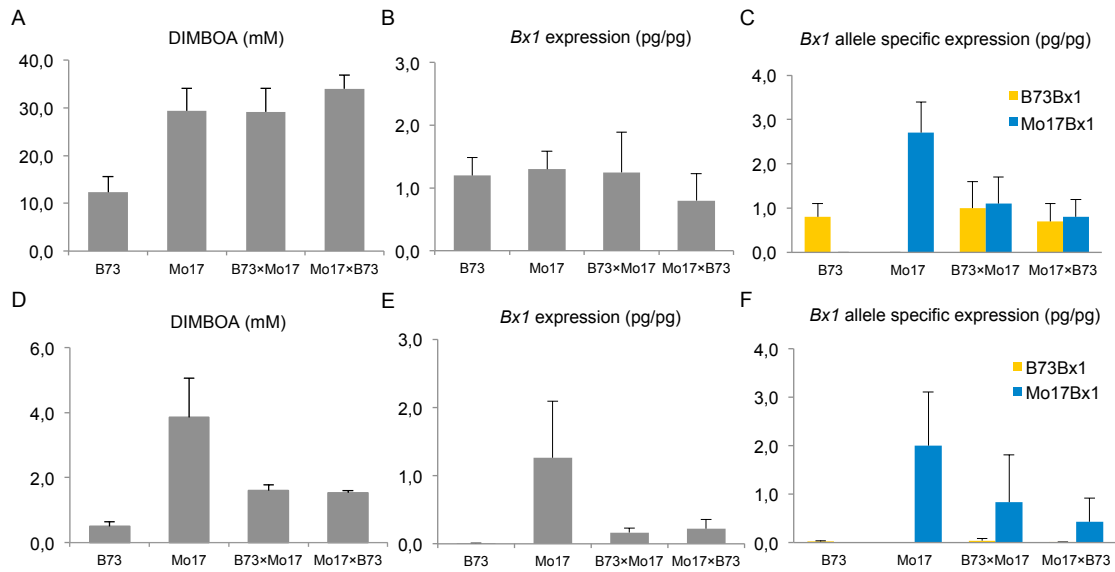 A
DIMBOA (mM)
40,0
30,0
20,0
10,0
0,0
B73
Mo17
B73×Mo17
Mo17×B73
B
Bx1 expression (pg/pg)
3,0
2,0
1,0
0,0
B73
Mo17
B73×Mo17
Mo17×B73
C
Bx1 allele specific expression (pg/pg)
4,0
3,0
2,0
1,0
0,0
B73Bx1
Mo17Bx1
B73
Mo17
B73×Mo17
Mo17×B73
D
DIMBOA (mM)
6,0
4,0
2,0
0,0
B73
Mo17
B73×Mo17
Mo17×B73
E
Bx1 expression (pg/pg)
3,0
2,0
1,0
0,0
B73
Mo17
B73×Mo17
Mo17×B73
F
Bx1 allele specific expression (pg/pg)
4,0
3,0
2,0
1,0
0,0
B73Bx1
Mo17Bx1
B73
Mo17
B73×Mo17
Mo17×B73